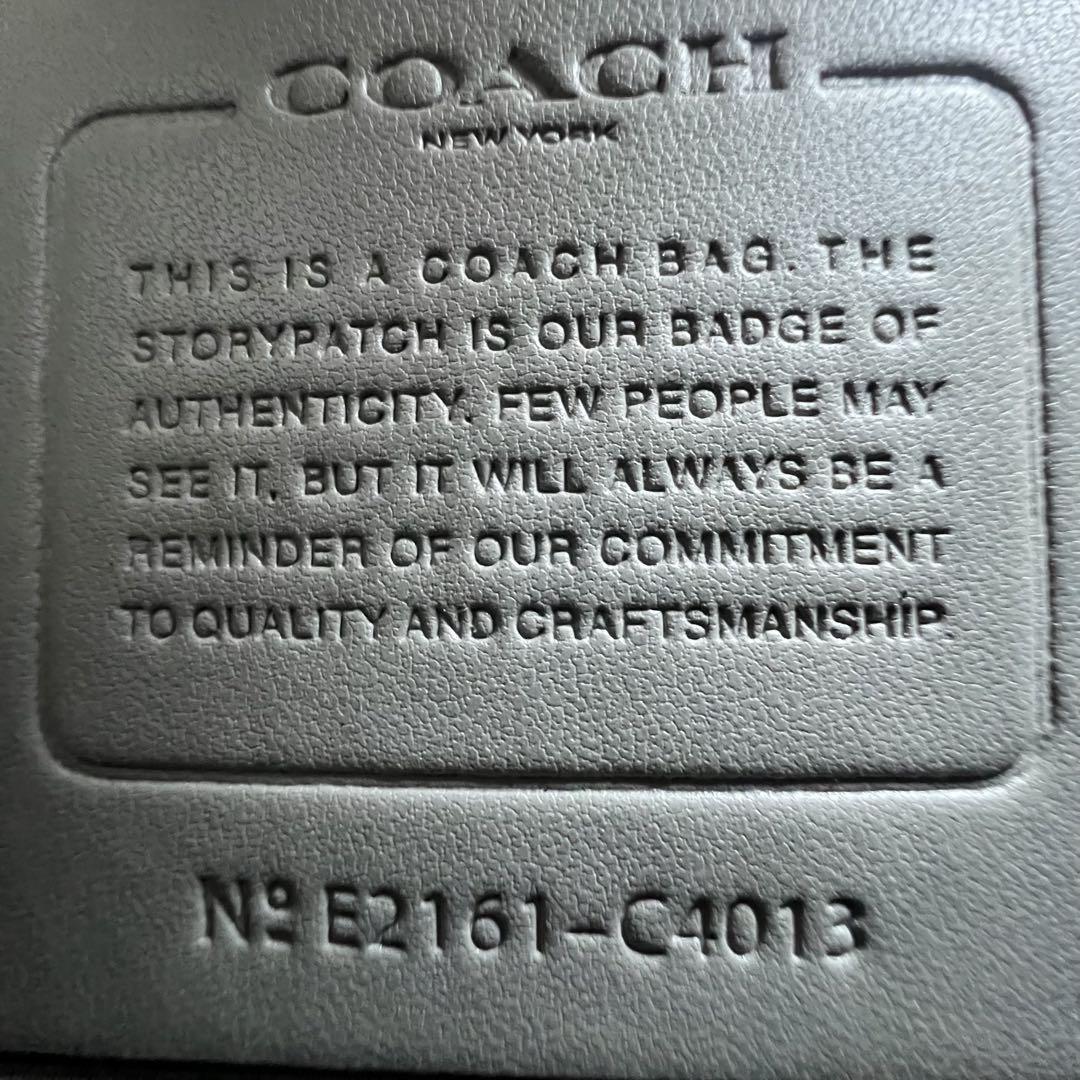 COACH
NEW YORK
THIS IS A COACH BAG. THE
STORYPATCH IS OUR BADGE OF
AUTHENTICITY. FEW PEOPLE MAY
SEE IT, BUT IT WILL ALWAYS BE A
REMINDER OF OUR COMMITMENT
TO QUALITY AND CRAFTSMANSHIP.
Nº E2161-C4013